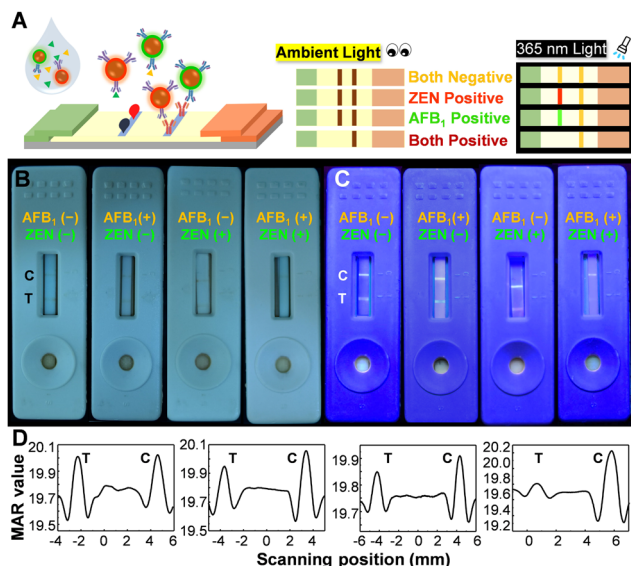 A
Ambient Light
365 nm Light
Both Negative
ZEN Positive
AFB₁ Positive
Both Positive
B
C
AFB₁ (−) AFB₁(+) AFB₁ (−) AFB₁ (+) AFB₁ (−) AFB₁(+) AFB₁ (−) AFB₁ (+)
ZEN (−) ZEN (−) ZEN (+) ZEN (+) ZEN (−) ZEN (−) ZEN (+) ZEN (+)
C C
T T
D
MAR value
20.1
19.9
19.7
19.5
T C
-4 -2 0 2 4 6
20.1
20.0
19.9
19.8
19.7
19.6
T C
-4 -2 0 2 4
19.9
19.8
19.7
T C
-6 -4 -2 0 2 4 6
20.2
20.0
19.8
19.6
19.4
19.2
T C
0 2 4 6
Scanning position (mm)